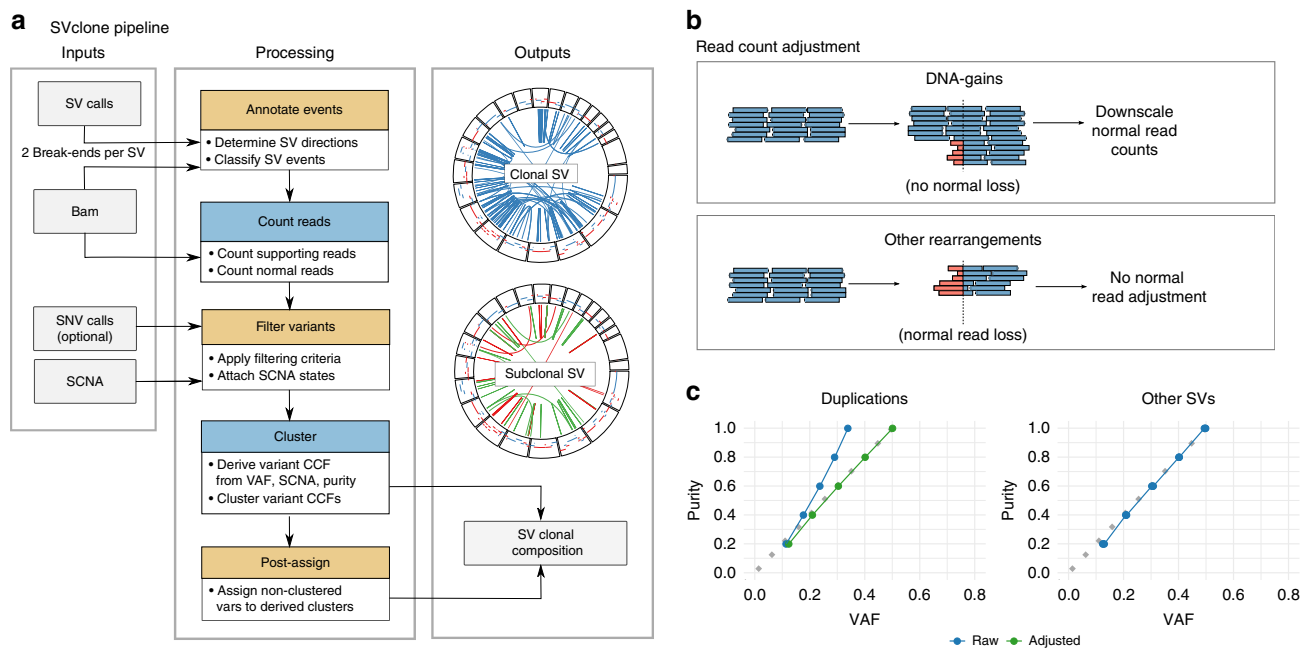 a
SVclone pipeline
Inputs
Processing
Outputs
SV calls
2 Break-ends per SV
Bam
SNV calls
(optional)
SCNA
Annotate events
• Determine SV directions
• Classify SV events
Count reads
• Count supporting reads
• Count normal reads
Filter variants
• Apply filtering criteria
• Attach SCNA states
Cluster
• Derive variant CCF
from VAF, SCNA, purity
• Cluster variant CCFs
Post-assign
• Assign non-clustered
vars to derived clusters
Clonal SV
Subclonal SV
SV clonal
composition
b
Read count adjustment
DNA-gains
(no normal loss)
Downscale
normal read
counts
Other rearrangements
(normal read loss)
No normal
read adjustment
c
Duplications
Purity
1.0
0.8
0.6
0.4
0.2
0.0
0.0 0.2 0.4 0.6 0.8
VAF
Other SVs
Purity
1.0
0.8
0.6
0.4
0.2
0.0
0.0 0.2 0.4 0.6 0.8
VAF
Raw Adjusted